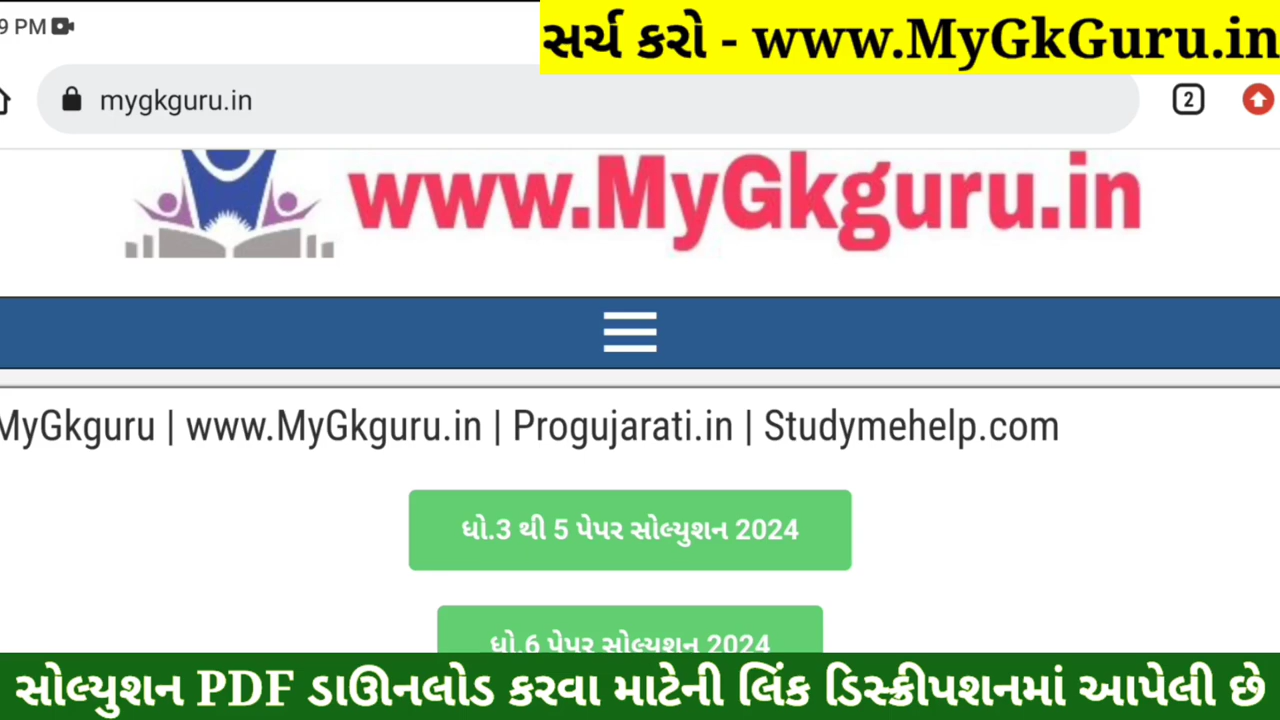 9 PM
સર્ચ કરો - www.MyGkGuru.in
mygkguru.in
2
www.MyGkguru.in
MyGkguru | www.MyGkguru.in | Progujarati.in | Studymehelp.com
ધો.3 થી 5 પેપર સોલ્યુશન 2024
ધો.6 પેપર સોલ્યુશન 2024
સોલ્યુશન PDF ડાઊનલોડ કરવા માટેની લિંક ડિસ્ક્રીપશનમાં આપેલી છે